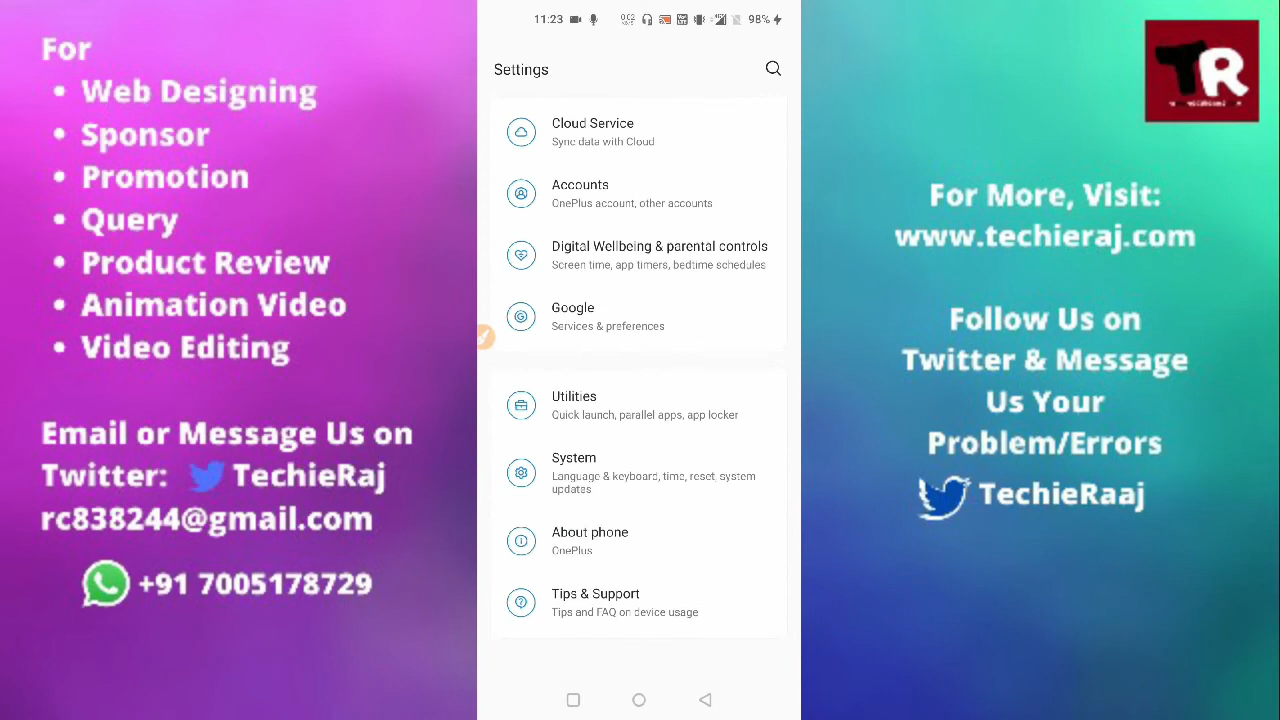 For
• Web Designing
• Sponsor
• Promotion
• Query
• Product Review
• Animation Video
• Video Editing
Email or Message Us on
Twitter: TechieRaj
rc838244@gmail.com
+91 7005178729
11:23
98%
Settings
Cloud Service
Sync data with Cloud
Accounts
OnePlus account, other accounts
Digital Wellbeing & parental controls
Screen time, app timers, bedtime schedules
Google
Services & preferences
Utilities
Quick launch, parallel apps, app locker
System
Language & keyboard, time, reset, system
updates
About phone
OnePlus
Tips & Support
Tips and FAQ on device usage
TR
For More, Visit:
www.techieraj.com
Follow Us on
Twitter & Message
Us Your
Problem/Errors
TechieRaaj